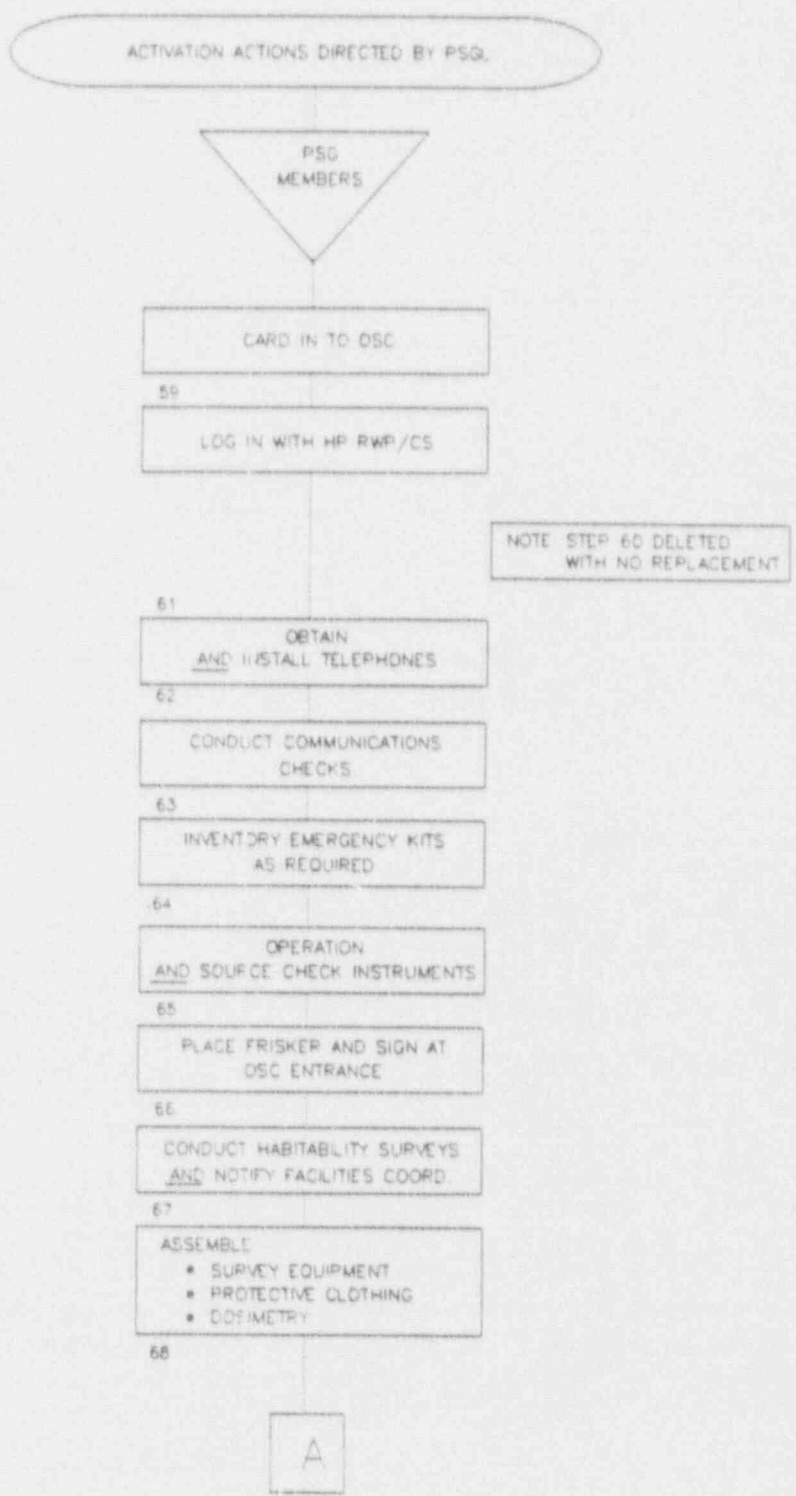 ACTIVATION ACTIONS DIRECTED BY PSGL
PSG
MEMBERS
CARD IN TO OSC
59
LOG IN WITH HP RWP/CS
NOTE STEP 60 DELETED
WITH NO REPLACEMENT
61
OBTAIN
AND INSTALL TELEPHONES
62
CONDUCT COMMUNICATIONS
CHECKS
63
INVENTORY EMERGENCY KITS
AS REQUIRED
64
OPERATION
AND SOURCE CHECK INSTRUMENTS
65
PLACE FRISKER AND SIGN AT
OSC ENTRANCE
66
CONDUCT HABITABILITY SURVEYS
AND NOTIFY FACILITIES COORD.
67
ASSEMBLE
• SURVEY EQUIPMENT
• PROTECTIVE CLOTHING
• DOSIMETRY
68
A